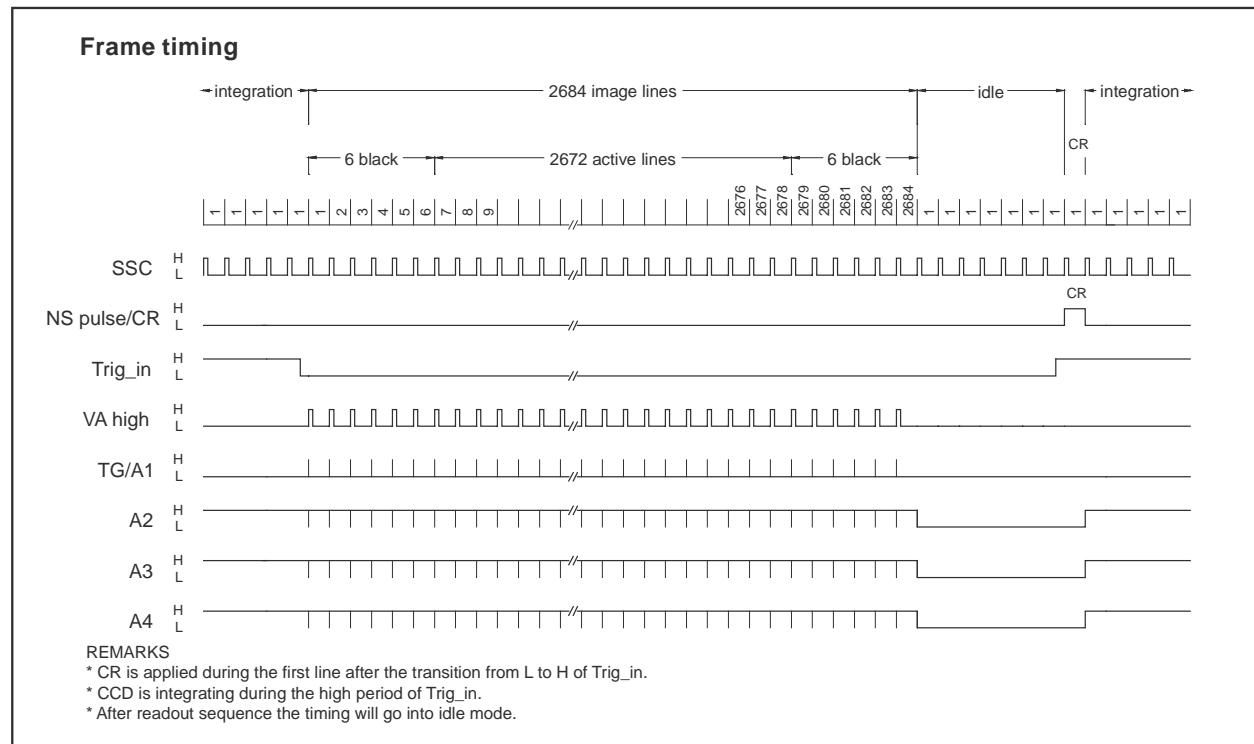 Frame timing
integration 2684 image lines idle integration
CR
6 black 2672 active lines 6 black
1 1 1 1 1 1 2 3 4 5 6 7 8 9 2676 2677 2678 2679 2680 2681 2682 2683 2684 1 1 1 1 1 1 1 1 1 1 1 1 1
SSC H
L
CR
NS pulse/CR H
L
Trig_in H
L
VA high H
L
TG/A1 H
L
A2 H
L
A3 H
L
A4 H
L
REMARKS
* CR is applied during the first line after the transition from L to H of Trig_in.
* CCD is integrating during the high period of Trig_in.
* After readout sequence the timing will go into idle mode.